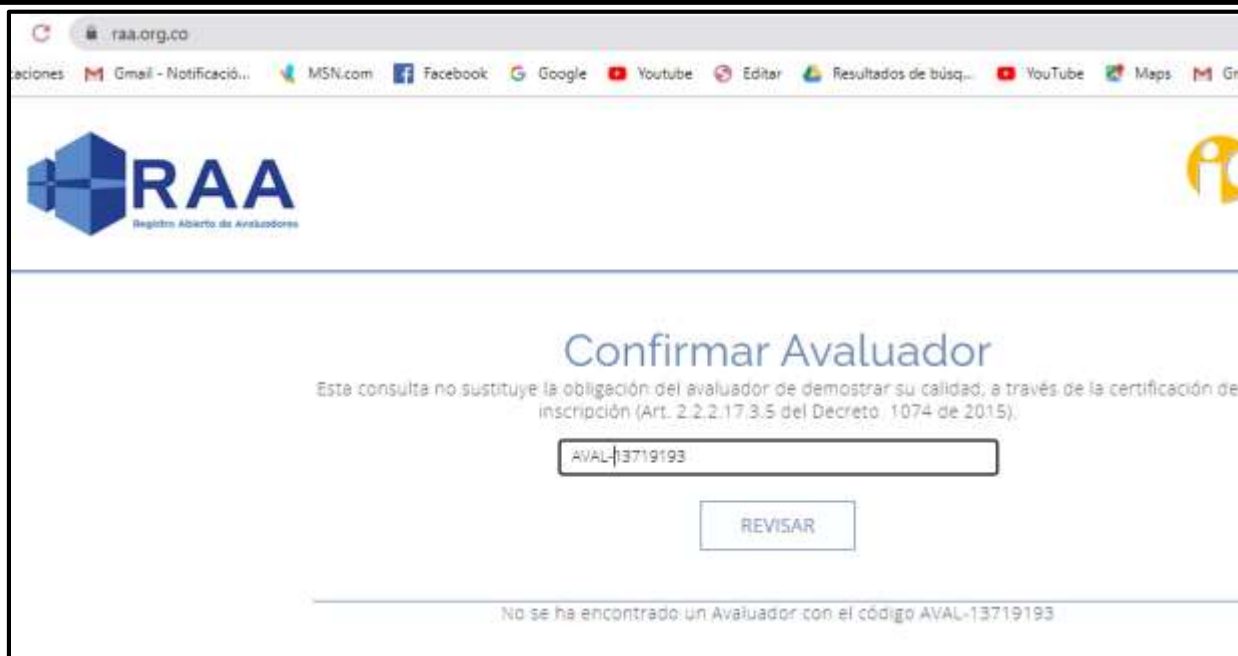 raa.org.co
aciones Gmail - Notificació... MSN.com Facebook Google Youtube Editar Resultados de búsq... YouTube Maps
RAA
Registro Abierto de Avaluadores
Confirmar Avaluador
Esta consulta no sustituye la obligación del avaluador de demostrar su calidad, a través de la certificación de
inscripción (Art. 2.2.2.17.3.5 del Decreto 1074 de 2015).
AVAL-13719193
REVISAR
No se ha encontrado un Avaluador con el código AVAL-13719193